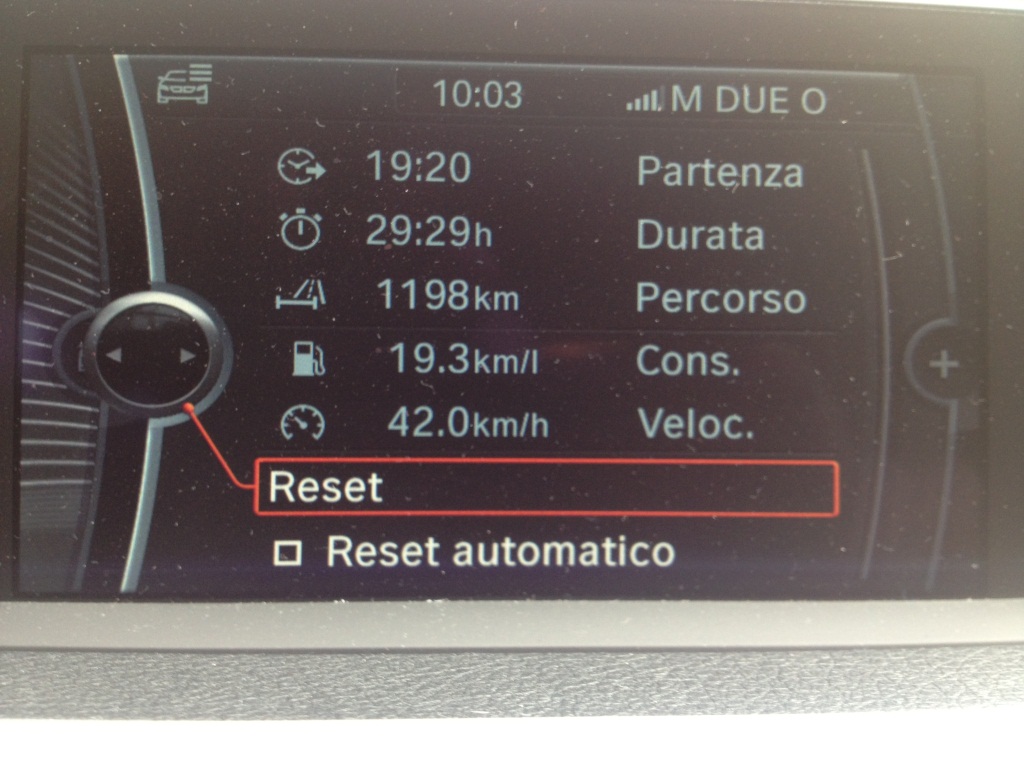 10:03 M DUE O
19:20 Partenza
29:29h Durata
1198km Percorso
19.3km/l Cons.
42.0km/h Veloc.
Reset
Reset automatico